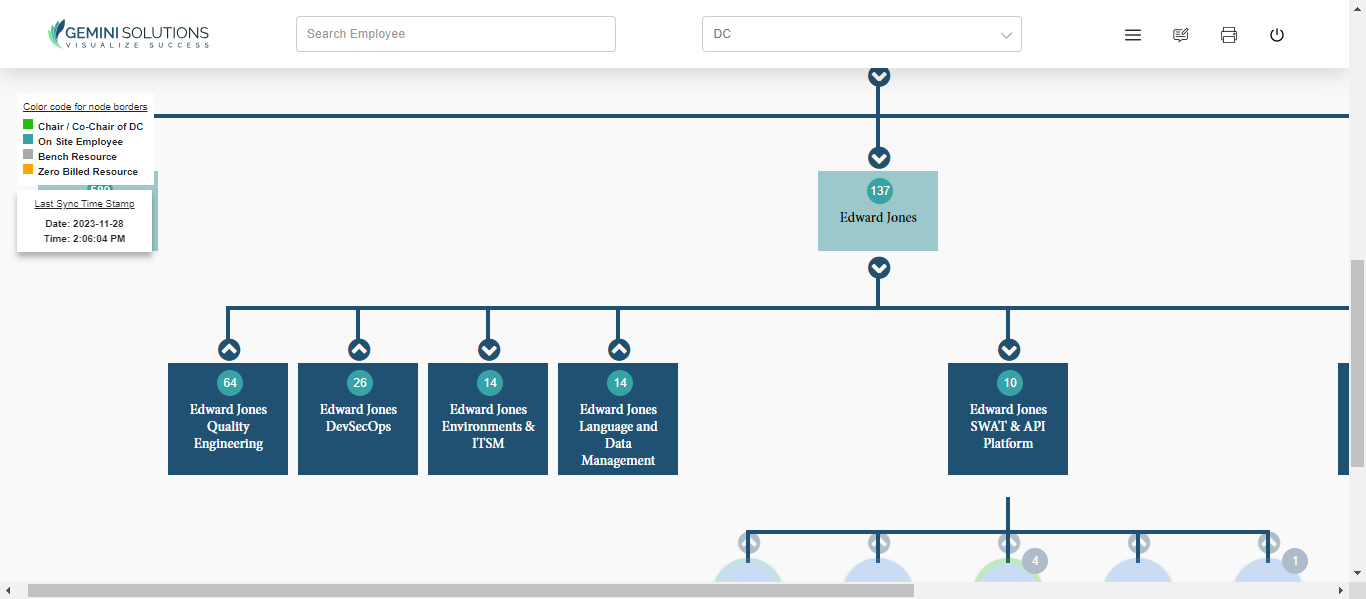 GEMINI SOLUTIONS
VISUALIZE SUCCESS
Search Employee
DC
Color code for node borders
Chair / Co-Chair of DC
On Site Employee
Bench Resource
Zero Billed Resource
Last Sync Time Stamp
Date: 2023-11-28
Time: 2:06:04 PM
137
Edward Jones
64
Edward Jones
Quality
Engineering
26
Edward Jones
DevSecOps
14
Edward Jones
Environments &
ITSM
14
Edward Jones
Language and
Data
Management
10
Edward Jones
SWAT & API
Platform
4
1